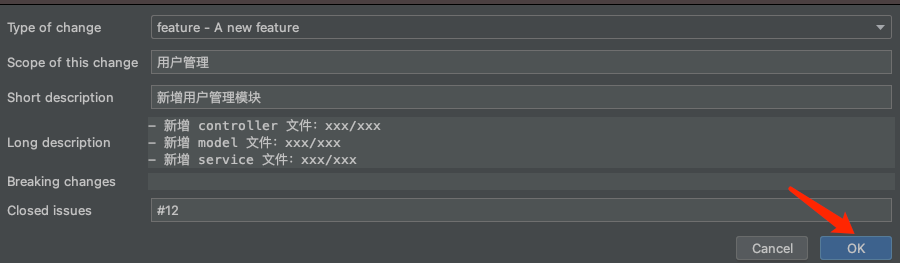 Type of change feature - A new feature
Scope of this change 用户管理
Short description 新增用户管理模块
Long description
- 新增 controller 文件：xxx/xxx
- 新增 model 文件：xxx/xxx
- 新增 service 文件：xxx/xxx
Breaking changes
Closed issues #12
Cancel OK